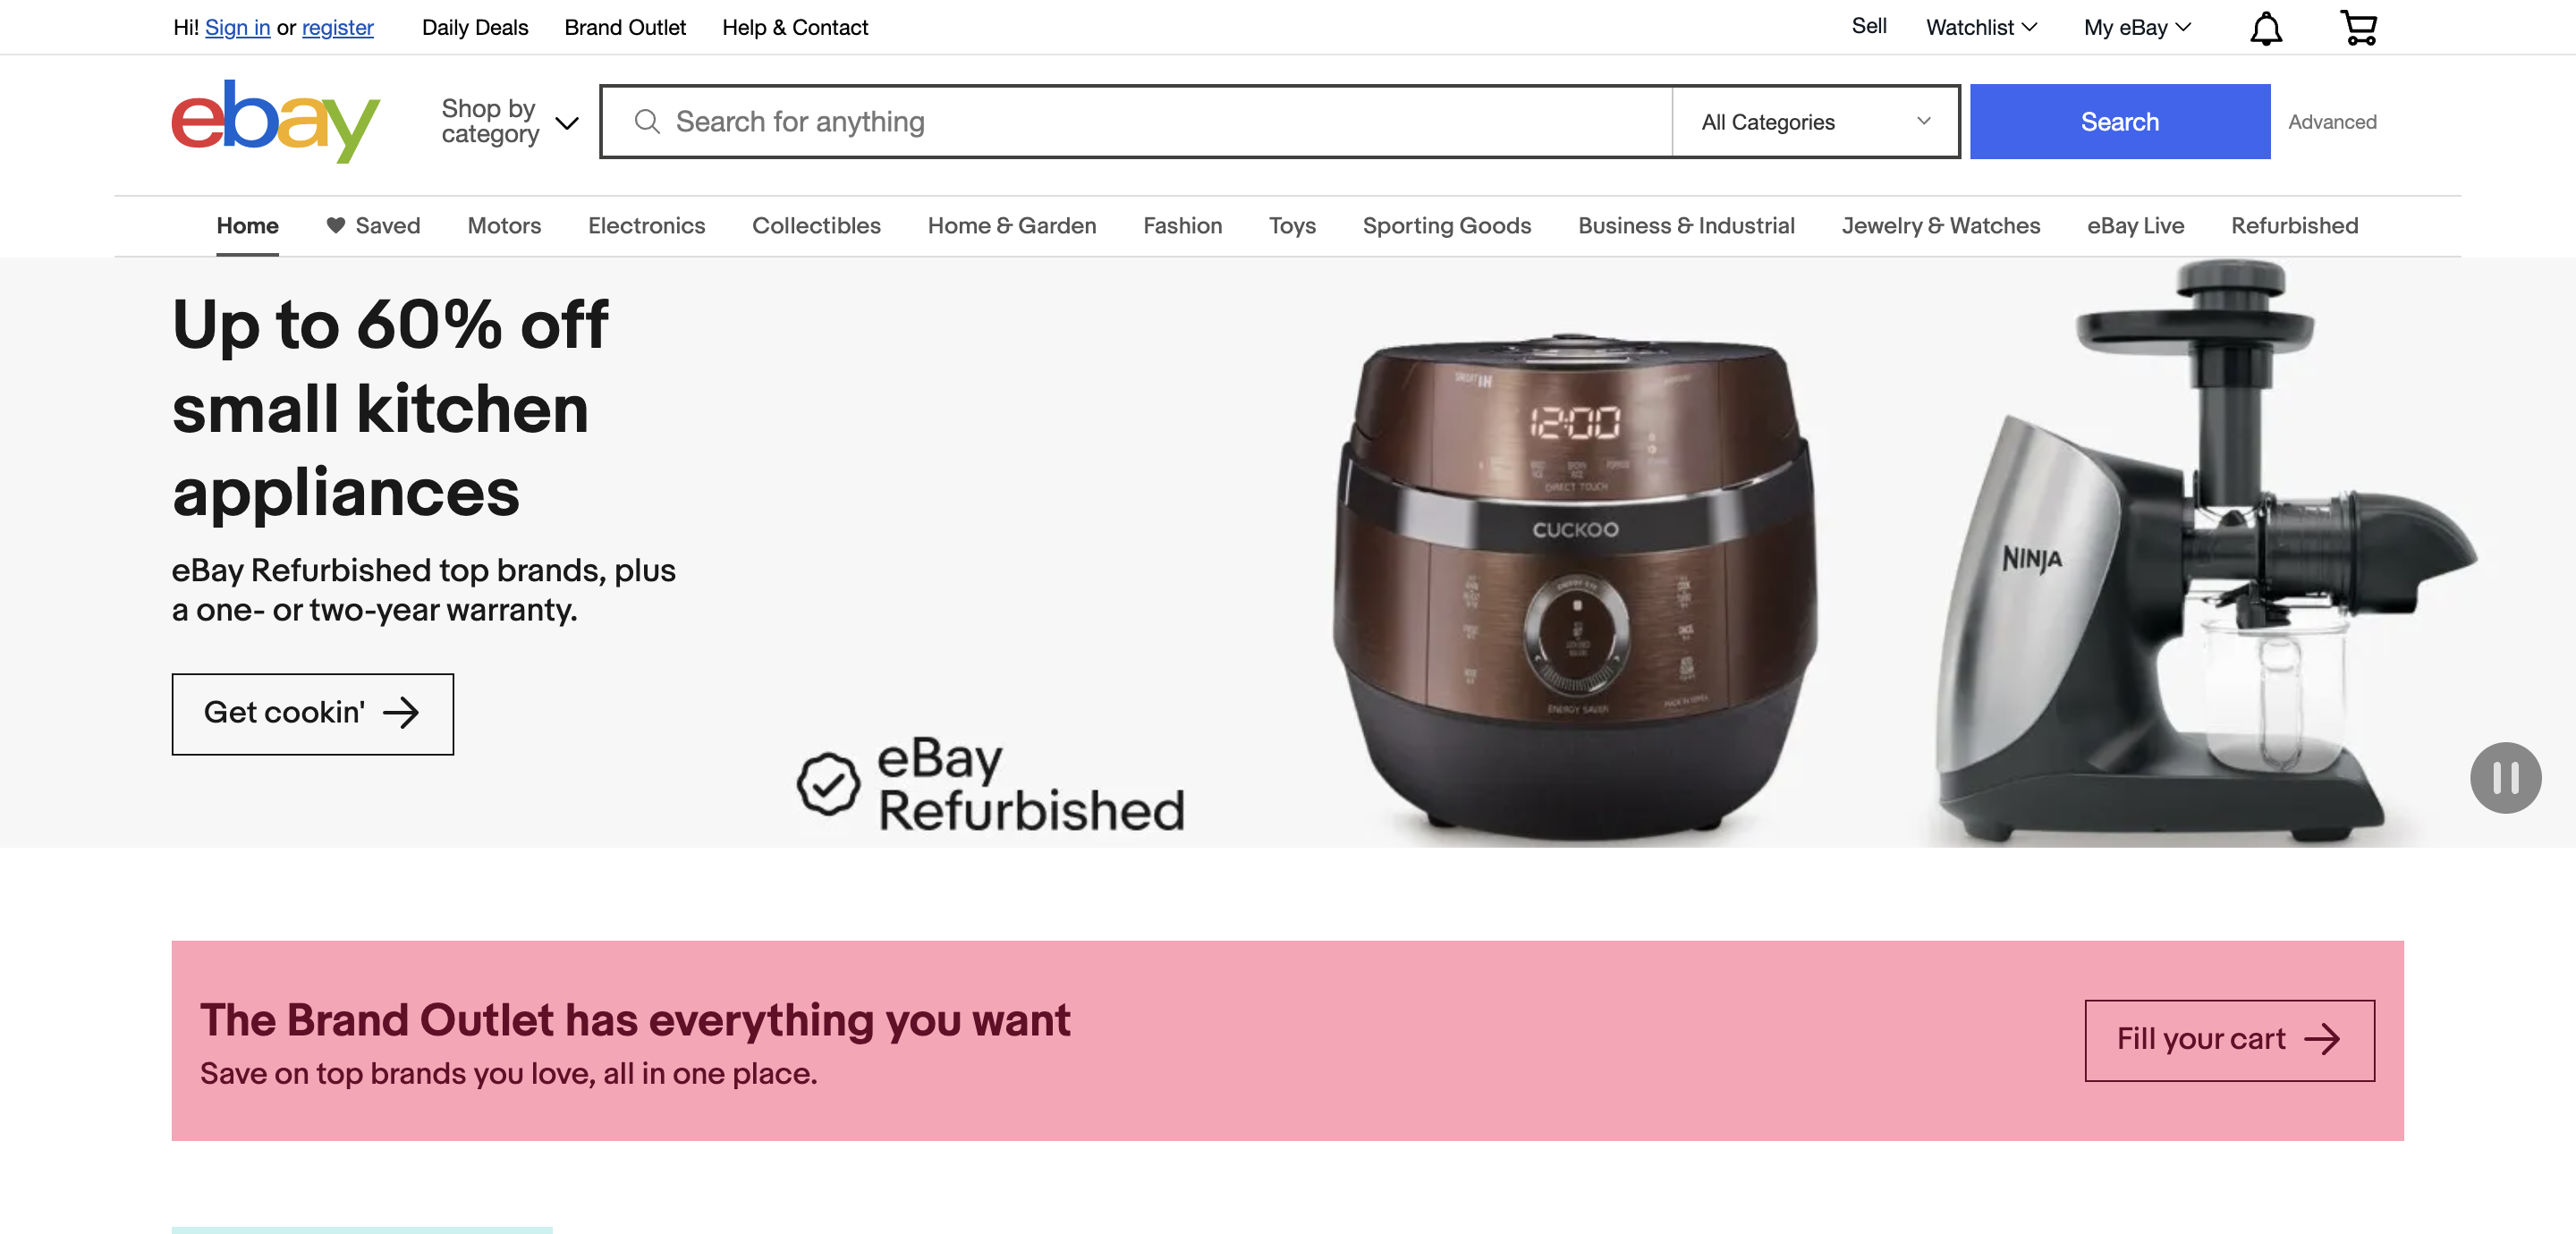 Hi! Sign in or register Daily Deals Brand Outlet Help & Contact Sell Watchlist My eBay
ebay
Shop by
category
Search for anything
All Categories
Search
Advanced
Home Saved Motors Electronics Collectibles Home & Garden Fashion Toys Sporting Goods Business & Industrial Jewelry & Watches eBay Live Refurbished
Up to 60% off
small kitchen
appliances
eBay Refurbished top brands, plus
a one- or two-year warranty.
Get cookin'
eBay
Refurbished
12:00
DIRECT TOUCH
CUCKOO
ENERGY SAVER
NINJA
The Brand Outlet has everything you want
Save on top brands you love, all in one place.
Fill your cart